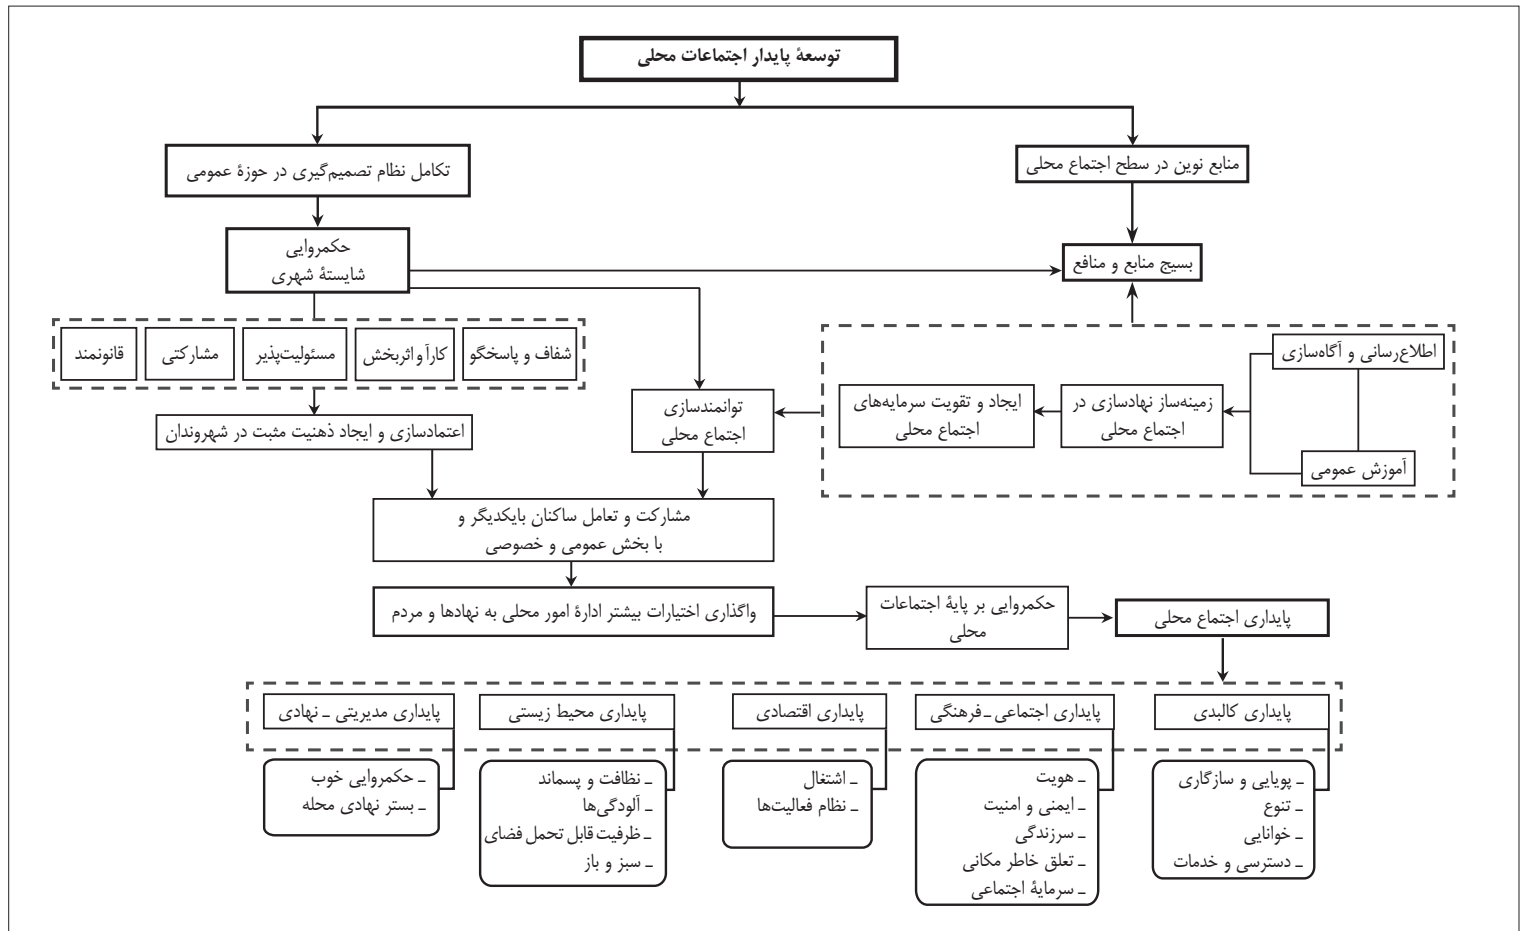 توسعهٔ پایدار اجتماعات محلی
منابع نوین در سطح اجتماع محلی
تکامل نظام تصمیم‌گیری در حوزهٔ عمومی
بسیج منابع و منافع
حکمروایی
شایستهٔ شهری
شفاف و پاسخگو
کارآ و اثربخش
مسئولیت‌پذیر
مشارکتی
قانونمند
اطلاع‌رسانی و آگاه‌سازی
زمینه‌ساز نهادسازی در
اجتماع محلی
ایجاد و تقویت سرمایه‌های
اجتماع محلی
آموزش عمومی
توانمندسازی
اجتماع محلی
اعتمادسازی و ایجاد ذهنیت مثبت در شهروندان
مشارکت و تعامل ساکنان بایکدیگر و
با بخش عمومی و خصوصی
واگذاری اختیارات بیشتر ادارهٔ امور محلی به نهادها و مردم
حکمروایی بر پایهٔ اجتماعات
محلی
پایداری اجتماع محلی
پایداری کالبدی
پایداری اجتماعی ـ فرهنگی
پایداری اقتصادی
پایداری محیط زیستی
پایداری مدیریتی ـ نهادی
ـ پویایی و سازگاری
ـ تنوع
ـ خوانایی
ـ دسترسی و خدمات
ـ هویت
ـ ایمنی و امنیت
ـ سرزندگی
ـ تعلق خاطر مکانی
ـ سرمایهٔ اجتماعی
ـ اشتغال
ـ نظام فعالیت‌ها
ـ نظافت و پسماند
ـ آلودگی‌ها
ـ ظرفیت قابل تحمل فضای
ـ سبز و باز
ـ حکمروایی خوب
ـ بستر نهادی محله